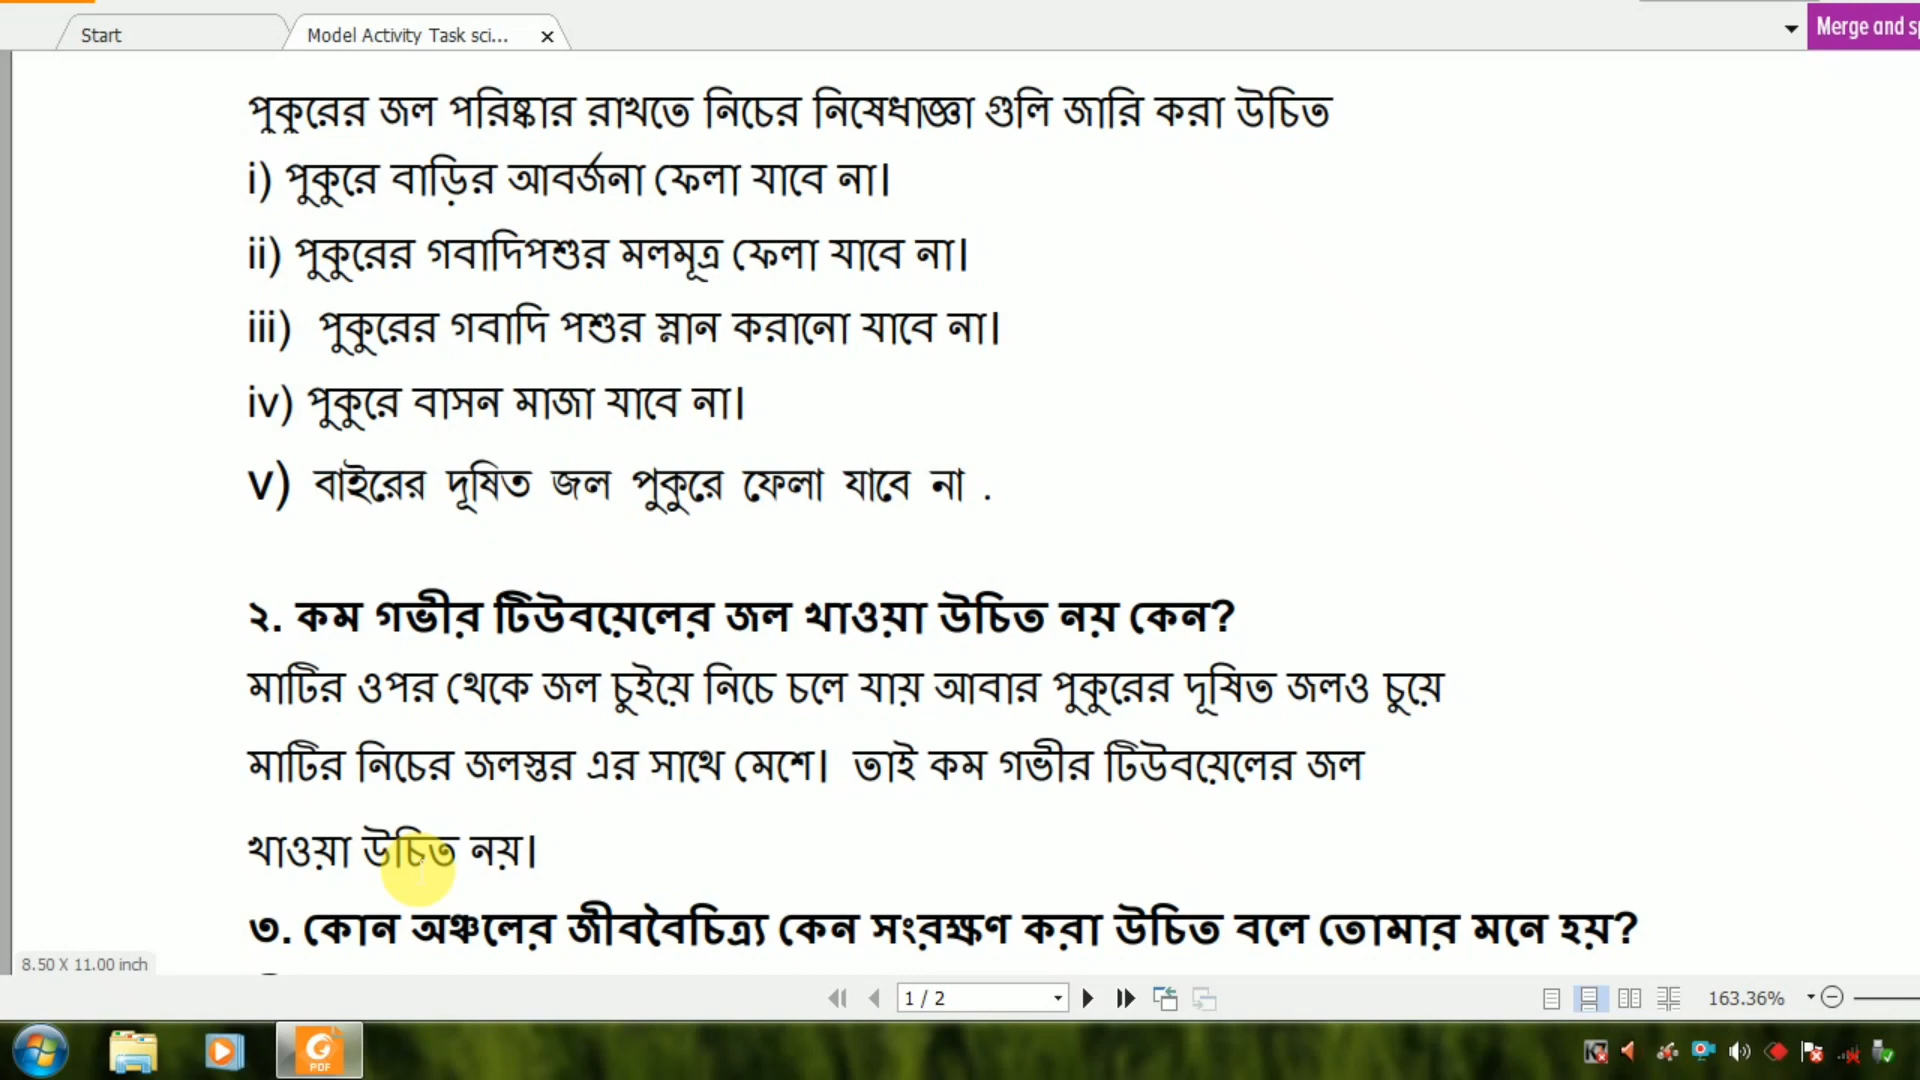 Start
Model Activity Task sci...
Merge and sp
পুকুরের জল পরিষ্কার রাখতে নিচের নিষেধাজ্ঞা গুলি জারি করা উচিত
i) পুকুরে বাড়ির আবর্জনা ফেলা যাবে না।
ii) পুকুরের গবাদিপশুর মলমূত্র ফেলা যাবে না।
iii) পুকুরের গবাদি পশুর স্নান করানো যাবে না।
iv) পুকুরে বাসন মাজা যাবে না।
v) বাইরের দূষিত জল পুকুরে ফেলা যাবে না .
২. কম গভীর টিউবয়েলের জল খাওয়া উচিত নয় কেন?
মাটির ওপর থেকে জল চুইয়ে নিচে চলে যায় আবার পুকুরের দূষিত জলও চুয়ে
মাটির নিচের জলস্তর এর সাথে মেশে। তাই কম গভীর টিউবয়েলের জল
খাওয়া উচিত নয়।
৩. কোন অঞ্চলের জীববৈচিত্র্য কেন সংরক্ষণ করা উচিত বলে তোমার মনে হয়?
8.50 X 11.00 inch
1 / 2
163.36%
PDF